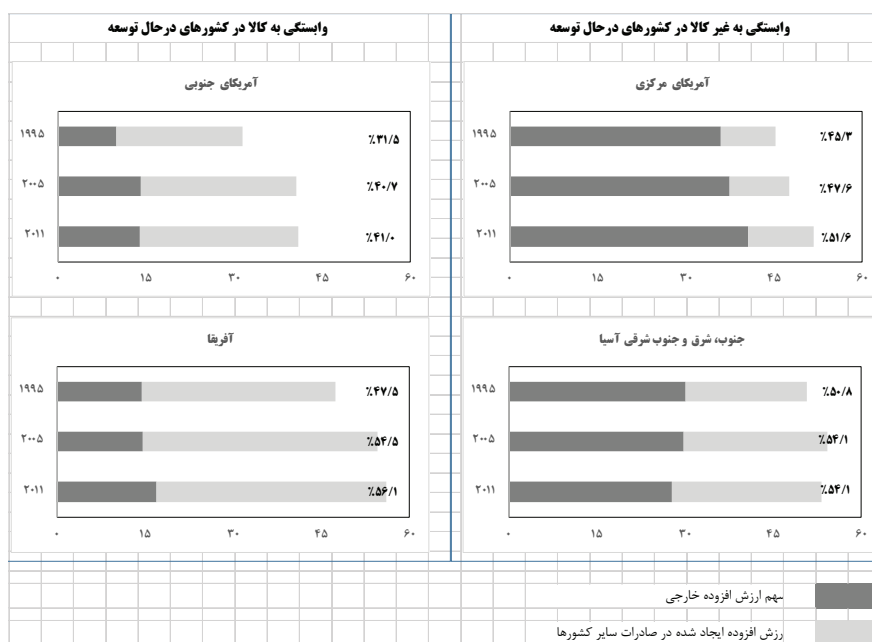 وابستگی به غیر کالا در کشورهای درحال توسعه
آمریکای مرکزی
۱۹۹۵
٪۴۵/۳
۲۰۰۵
٪۴۷/۶
۲۰۱۱
٪۵۱/۶
۰ ۱۵ ۳۰ ۴۵ ۶۰
جنوب، شرق و جنوب شرقی آسیا
۱۹۹۵
٪۵۰/۸
۲۰۰۵
٪۵۴/۱
۲۰۱۱
٪۵۴/۱
۰ ۱۵ ۳۰ ۴۵ ۶۰
وابستگی به کالا در کشورهای درحال توسعه
آمریکای جنوبی
۱۹۹۵
٪۳۱/۵
۲۰۰۵
٪۴۰/۷
۲۰۱۱
٪۴۱/۰
۰ ۱۵ ۳۰ ۴۵ ۶۰
آفریقا
۱۹۹۵
٪۴۷/۵
۲۰۰۵
٪۵۴/۵
۲۰۱۱
٪۵۶/۱
۰ ۱۵ ۳۰ ۴۵ ۶۰
سهم ارزش افزوده خارجی
رزش افزوده ایجاد شده در صادرات سایر کشورها